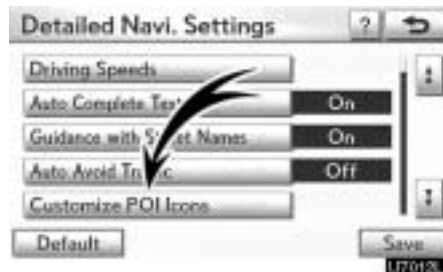 Detailed Navi. Settings ?
Driving Speeds
Auto Complete On
Guidance with Names On
Auto Avoid Off
Customize POI Icons
Default Save